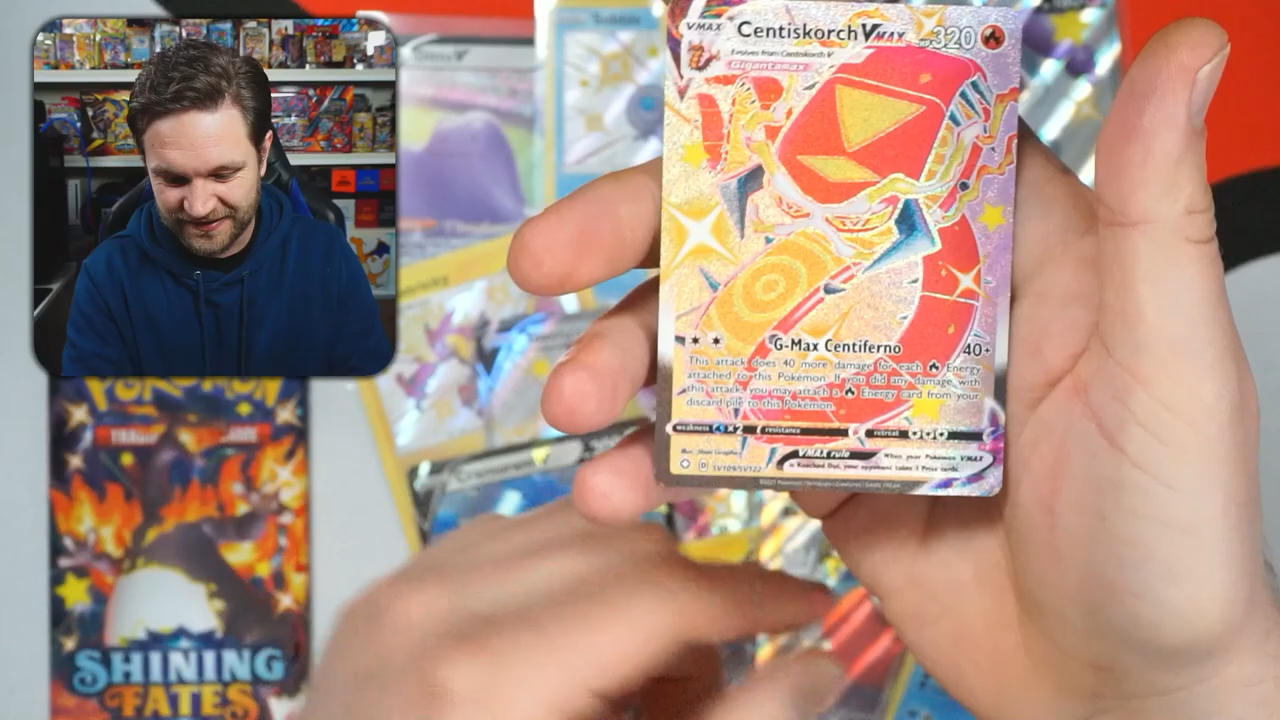 VMAX
Centiskorch VMAX
320
Evolves from Centiskorch V
Gigantamax
G-Max Centiferno 40+
This attack does 40 more damage for each Energy
attached to this Pokémon. If you did any damage with
this attack, you may attach a Energy card from your
discard pile to this Pokémon.
weakness x2 resistance retreat
VMAX rule When your Pokémon VMAX
is Knocked Out, your opponent takes 3 Prize cards.
D SV109/SV122
POKÉMON
SHINING
FATES